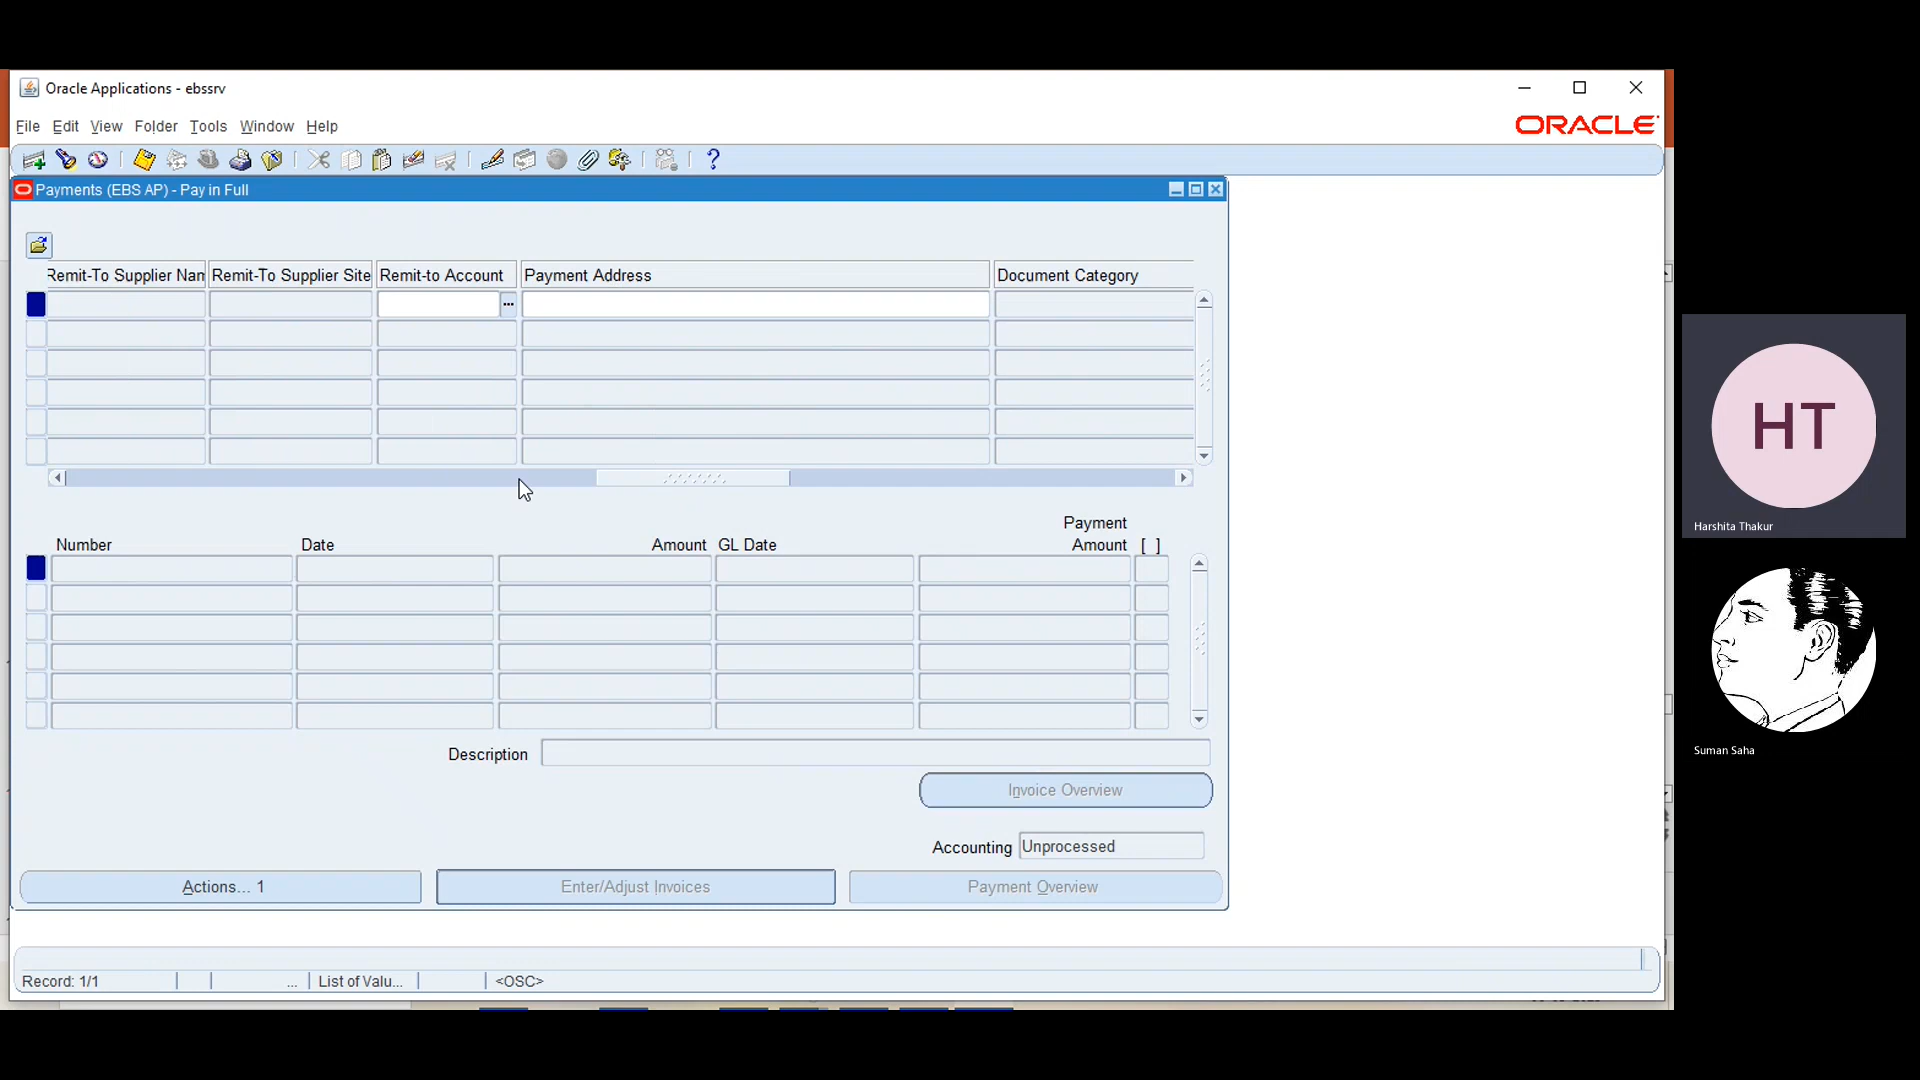 Oracle Applications - ebssrv
File Edit View Folder Tools Window Help
ORACLE
Payments (EBS AP) - Pay in Full
Remit-To Supplier Nan Remit-To Supplier Site Remit-to Account Payment Address Document Category
Payment
Number Date Amount GL Date Amount [ ]
Description
Invoice Overview
Accounting Unprocessed
Actions... 1 Enter/Adjust Invoices Payment Overview
Record: 1/1 ... List of Valu... <OSC>
HT
Harshita Thakur
Suman Saha